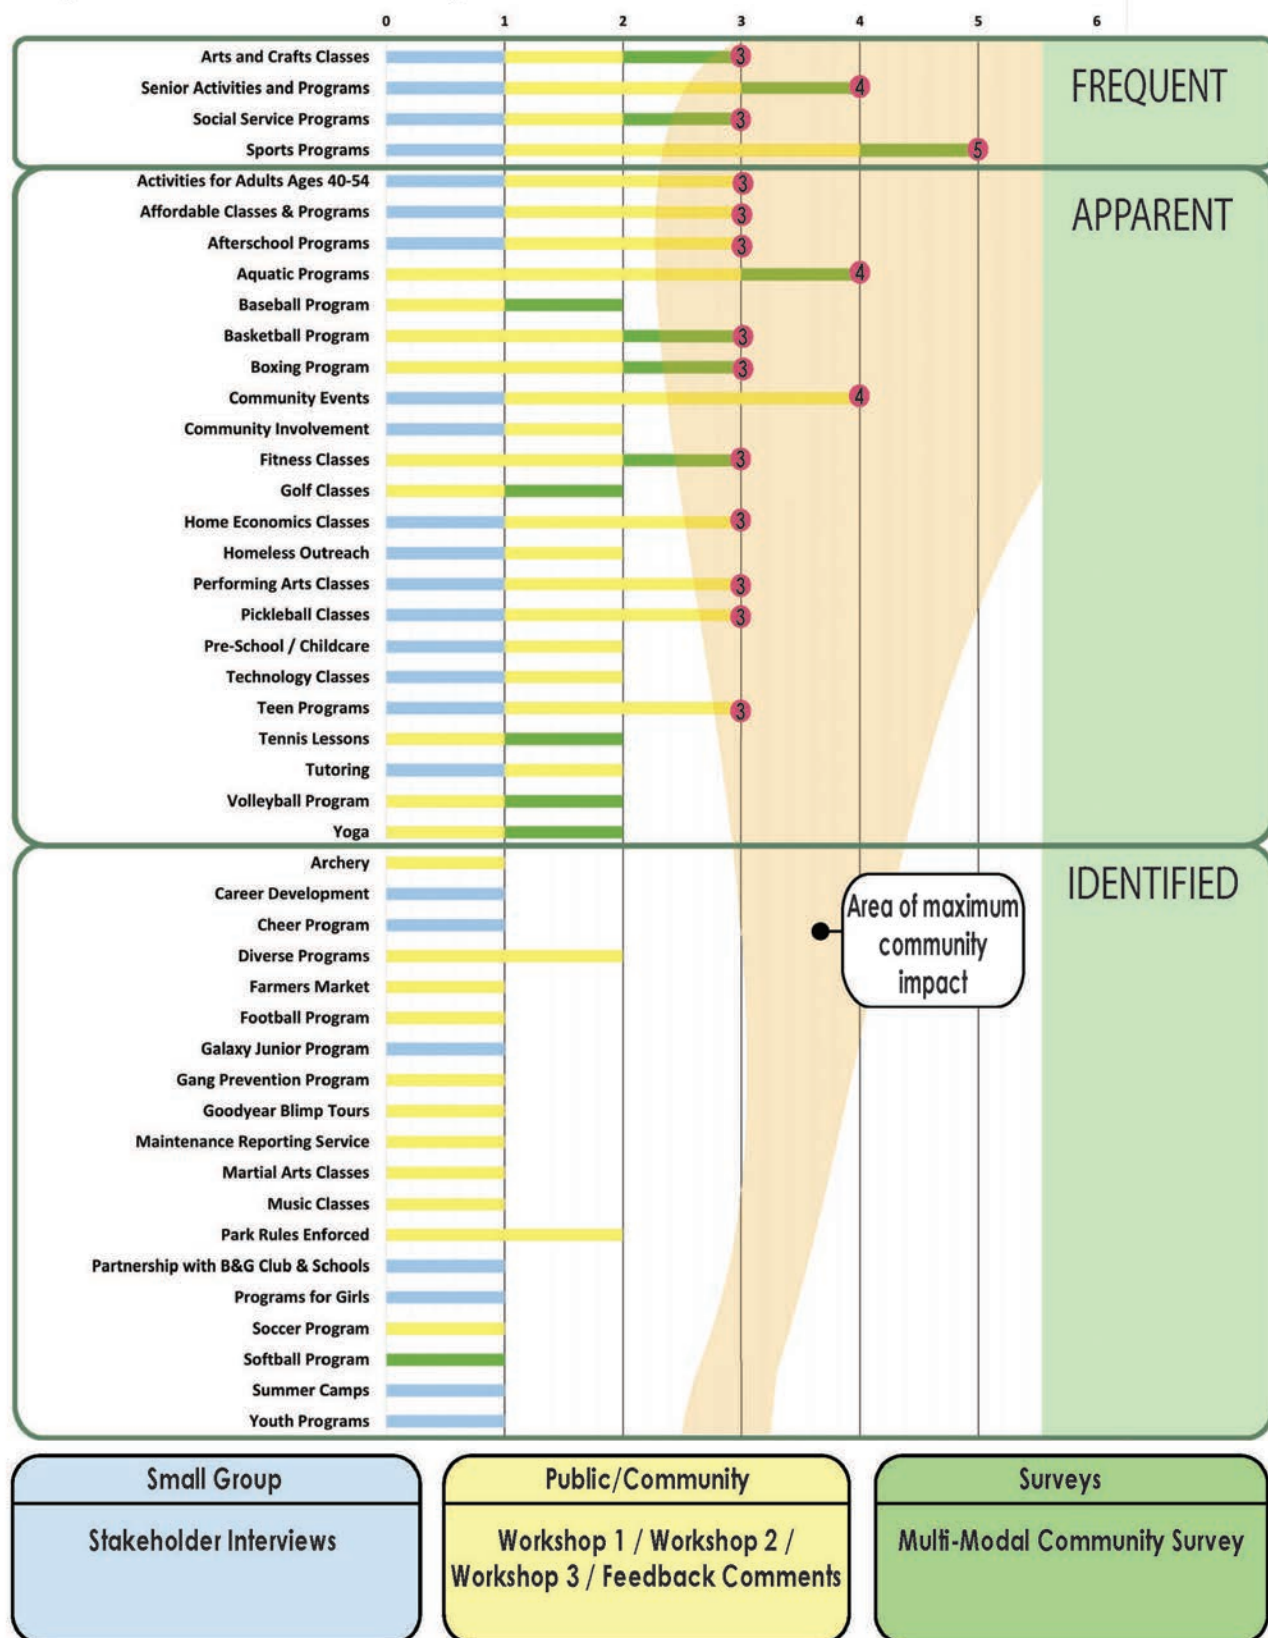 0 1 2 3 4 5 6
Arts and Crafts Classes 3
FREQUENT
Senior Activities and Programs 4
Social Service Programs 3
Sports Programs 5
Activities for Adults Ages 40-54 3
APPARENT
Affordable Classes & Programs 3
Afterschool Programs 3
Aquatic Programs 4
Baseball Program
Basketball Program 3
Boxing Program 3
Community Events 4
Community Involvement
Fitness Classes 3
Golf Classes
Home Economics Classes 3
Homeless Outreach
Performing Arts Classes 3
Pickleball Classes 3
Pre-School / Childcare
Technology Classes
Teen Programs 3
Tennis Lessons
Tutoring
Volleyball Program
Yoga
Archery
IDENTIFIED
Career Development
Cheer Program
Diverse Programs
Farmers Market
Football Program
Galaxy Junior Program
Gang Prevention Program
Goodyear Blimp Tours
Maintenance Reporting Service
Martial Arts Classes
Music Classes
Park Rules Enforced
Partnership with B&G Club & Schools
Programs for Girls
Soccer Program
Softball Program
Summer Camps
Youth Programs
Area of maximum
community
impact
Small Group
Stakeholder Interviews
Public/Community
Workshop 1 / Workshop 2 /
Workshop 3 / Feedback Comments
Surveys
Multi-Modal Community Survey